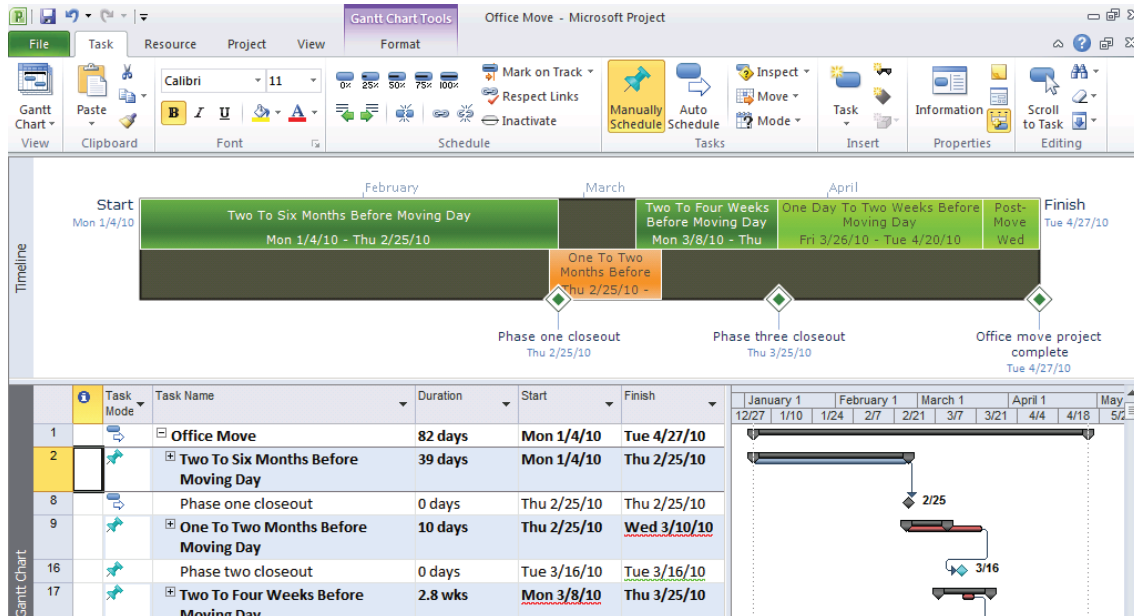 Gantt Chart Tools
Office Move - Microsoft Project
File
Task
Resource
Project
View
Format
Gantt
Chart
View
Paste
Clipboard
Calibri
11
B I U
A
Font
0% 25% 50% 75% 100%
Mark on Track
Respect Links
Inactivate
Schedule
Manually
Schedule
Auto
Schedule
Inspect
Move
Mode
Tasks
Task
Insert
Information
Properties
Scroll
to Task
Editing
Timeline
February
March
April
Start
Mon 1/4/10
Two To Six Months Before Moving Day
Mon 1/4/10 - Thu 2/25/10
Two To Four Weeks
Before Moving Day
Mon 3/8/10 - Thu
One Day To Two Weeks Before
Moving Day
Fri 3/26/10 - Tue 4/20/10
Post-
Move
Wed
Finish
Tue 4/27/10
One To Two
Months Before
Thu 2/25/10 -
Phase one closeout
Thu 2/25/10
Phase three closeout
Thu 3/25/10
Office move project
complete
Tue 4/27/10
Gantt Chart
Task
Mode
Task Name
Duration
Start
Finish
January 1 February 1 March 1 April 1 May
12/27 1/10 1/24 2/7 2/21 3/7 3/21 4/4 4/18 5/2
1 Office Move 82 days Mon 1/4/10 Tue 4/27/10
2 Two To Six Months Before 39 days Mon 1/4/10 Thu 2/25/10
Moving Day
8 Phase one closeout 0 days Thu 2/25/10 Thu 2/25/10 2/25
9 One To Two Months Before 10 days Thu 2/25/10 Wed 3/10/10
Moving Day
16 Phase two closeout 0 days Tue 3/16/10 Tue 3/16/10 3/16
17 Two To Four Weeks Before 2.8 wks Mon 3/8/10 Thu 3/25/10
Moving Day